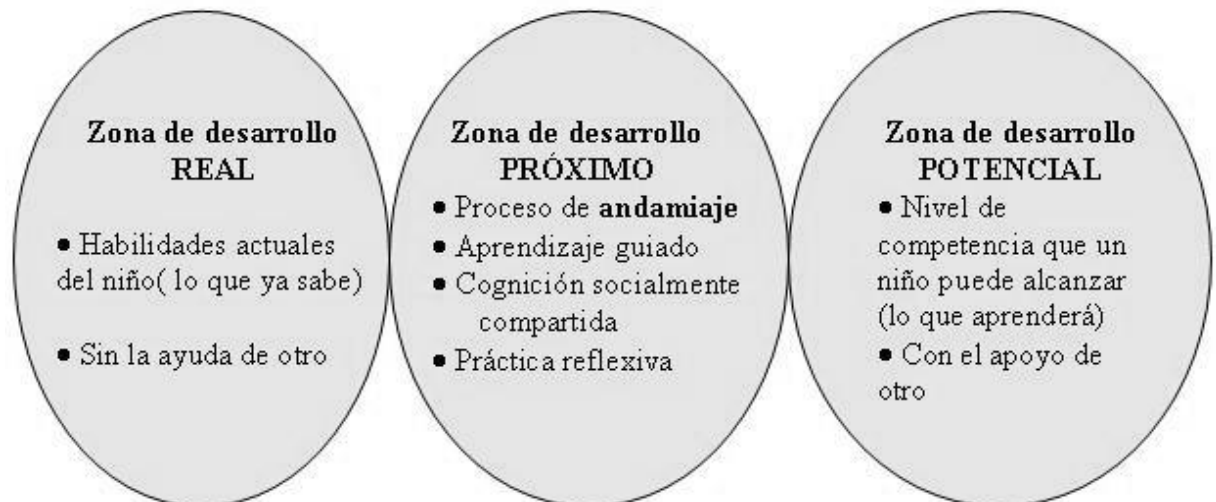 Zona de desarrollo
REAL
● Habilidades actuales
del niño( lo que ya sabe)
● Sin la ayuda de otro
Zona de desarrollo
PRÓXIMO
● Proceso de andamiaje
● Aprendizaje guiado
● Cognición socialmente
compartida
● Práctica reflexiva
Zona de desarrollo
POTENCIAL
● Nivel de
competencia que un
niño puede alcanzar
(lo que aprenderá)
● Con el apoyo de
otro